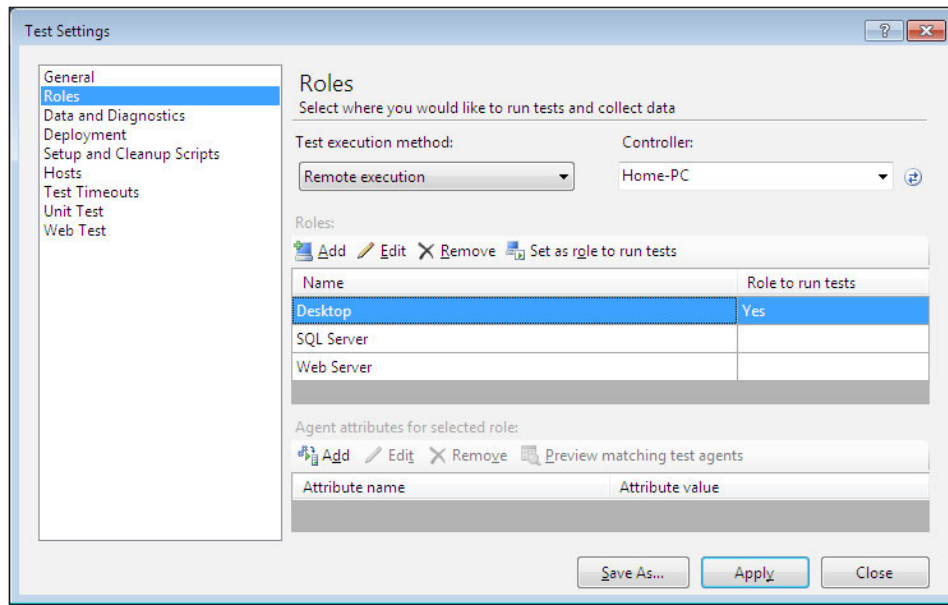 Test Settings
?
General
Roles
Data and Diagnostics
Deployment
Setup and Cleanup Scripts
Hosts
Test Timeouts
Unit Test
Web Test
Roles
Select where you would like to run tests and collect data
Test execution method: Controller:
Remote execution Home-PC
Roles:
Add Edit Remove Set as role to run tests
Name Role to run tests
Desktop Yes
SQL Server
Web Server
Agent attributes for selected role:
Add Edit Remove Preview matching test agents
Attribute name Attribute value
Save As... Apply Close